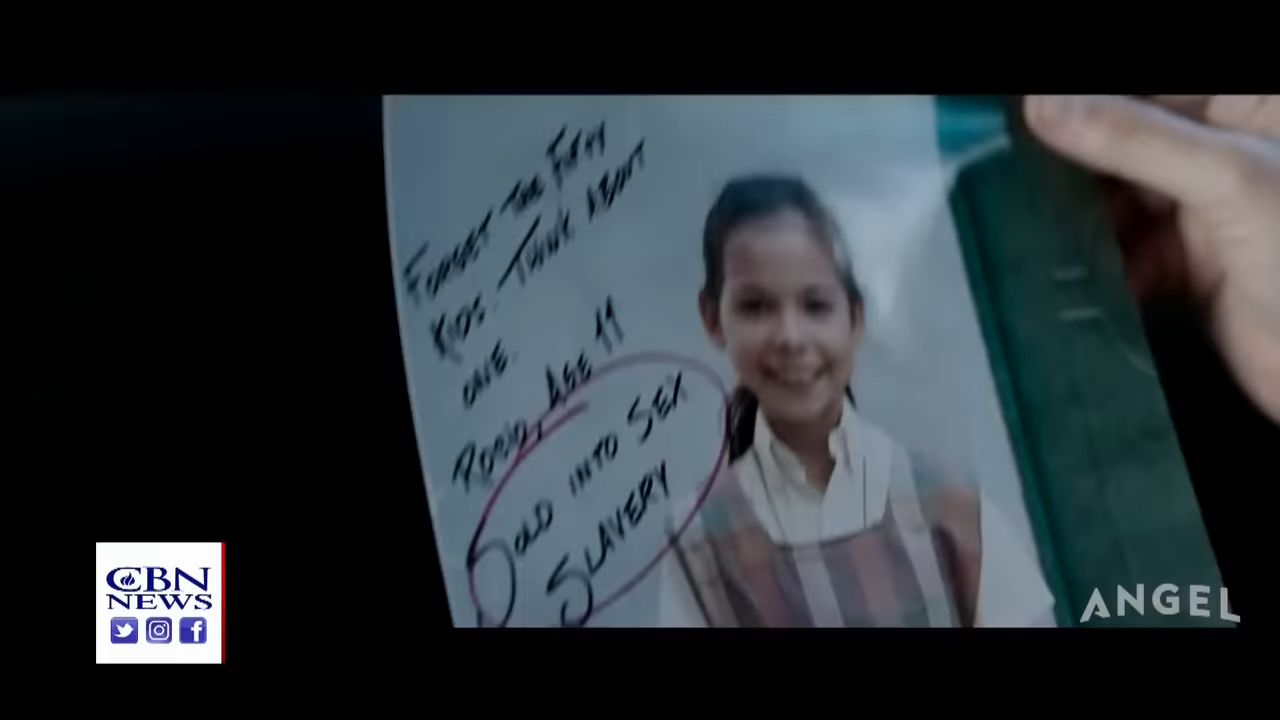 FORGET THE FIFTY
KIDS. THINK ABOUT
ONE.
ROCIO, AGE 11
SOLD INTO SEX
SLAVERY
CBN
NEWS
ANGEL